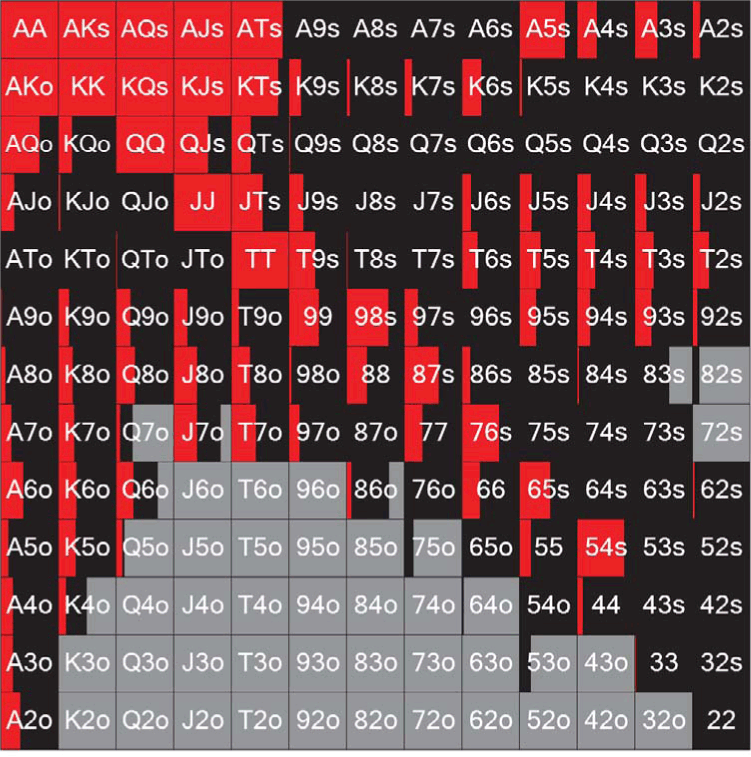 AA AKs AQs AJs ATs A9s A8s A7s A6s A5s A4s A3s A2s
AKo KK KQs KJs KTs K9s K8s K7s K6s K5s K4s K3s K2s
AQo KQo QQ QJs QTs Q9s Q8s Q7s Q6s Q5s Q4s Q3s Q2s
AJo KJo QJo JJ JTs J9s J8s J7s J6s J5s J4s J3s J2s
ATo KTo QTo JTo TT T9s T8s T7s T6s T5s T4s T3s T2s
A9o K9o Q9o J9o T9o 99 98s 97s 96s 95s 94s 93s 92s
A8o K8o Q8o J8o T8o 98o 88 87s 86s 85s 84s 83s 82s
A7o K7o Q7o J7o T7o 97o 87o 77 76s 75s 74s 73s 72s
A6o K6o Q6o J6o T6o 96o 86o 76o 66 65s 64s 63s 62s
A5o K5o Q5o J5o T5o 95o 85o 75o 65o 55 54s 53s 52s
A4o K4o Q4o J4o T4o 94o 84o 74o 64o 54o 44 43s 42s
A3o K3o Q3o J3o T3o 93o 83o 73o 63o 53o 43o 33 32s
A2o K2o Q2o J2o T2o 92o 82o 72o 62o 52o 42o 32o 22